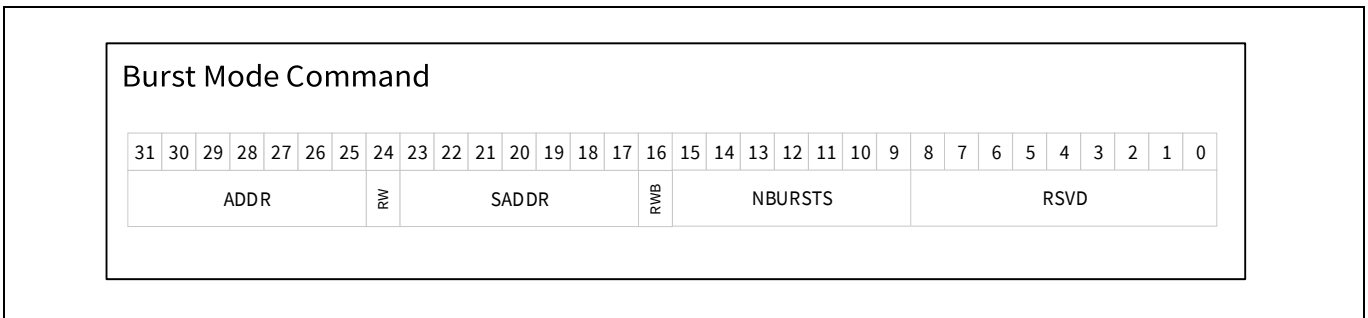 Burst Mode Command
31 30 29 28 27 26 25 24 23 22 21 20 19 18 17 16 15 14 13 12 11 10 9 8 7 6 5 4 3 2 1 0
ADDR RW SADDR RWB NBURSTS RSVD